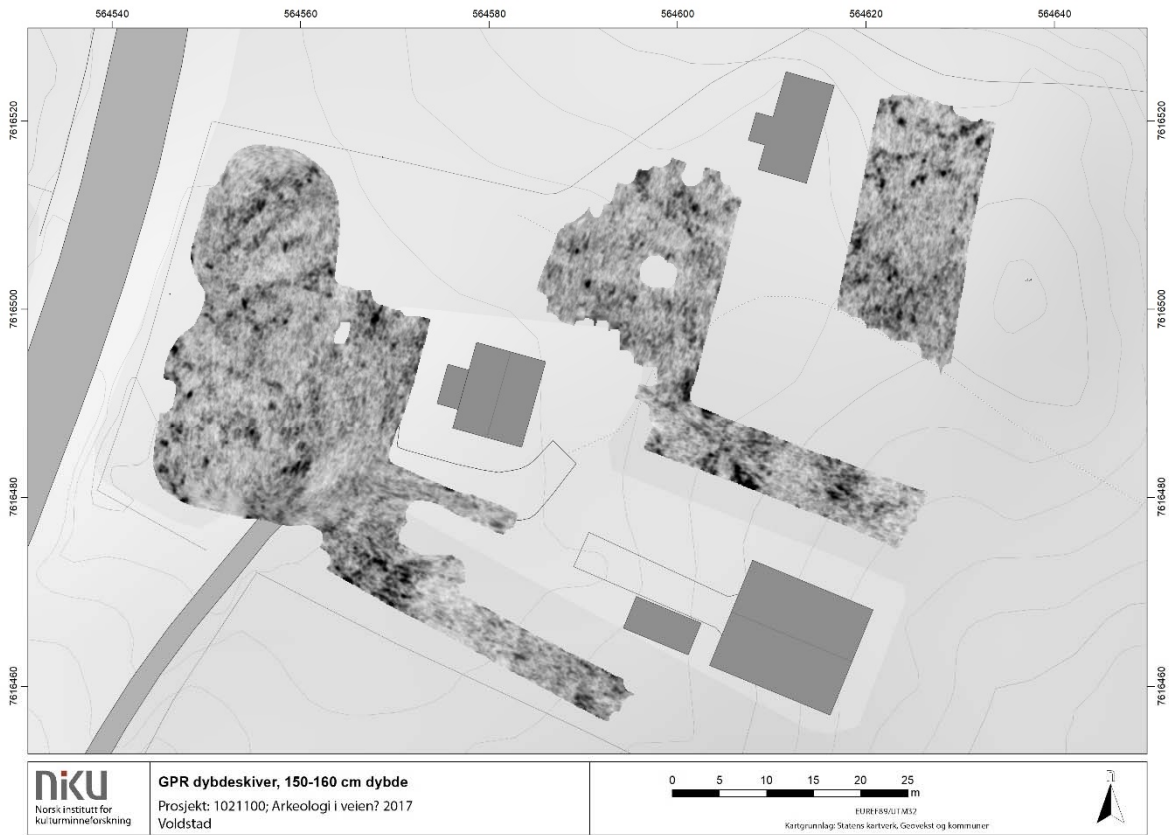 564540 564560 564580 564600 564620 564640
7616520 7616520
7616500 7616500
7616480 7616480
7616460 7616460
niku
Norsk institutt for
kulturminneforskning
GPR dybdeskiver, 150-160 cm dybde
Prosjekt: 1021100; Arkeologi i veien? 2017
Voldstad
0 5 10 15 20 25
m
EUREF89/UTM32
Kartgrunnlag: Statens kartverk, Geovekst og kommuner